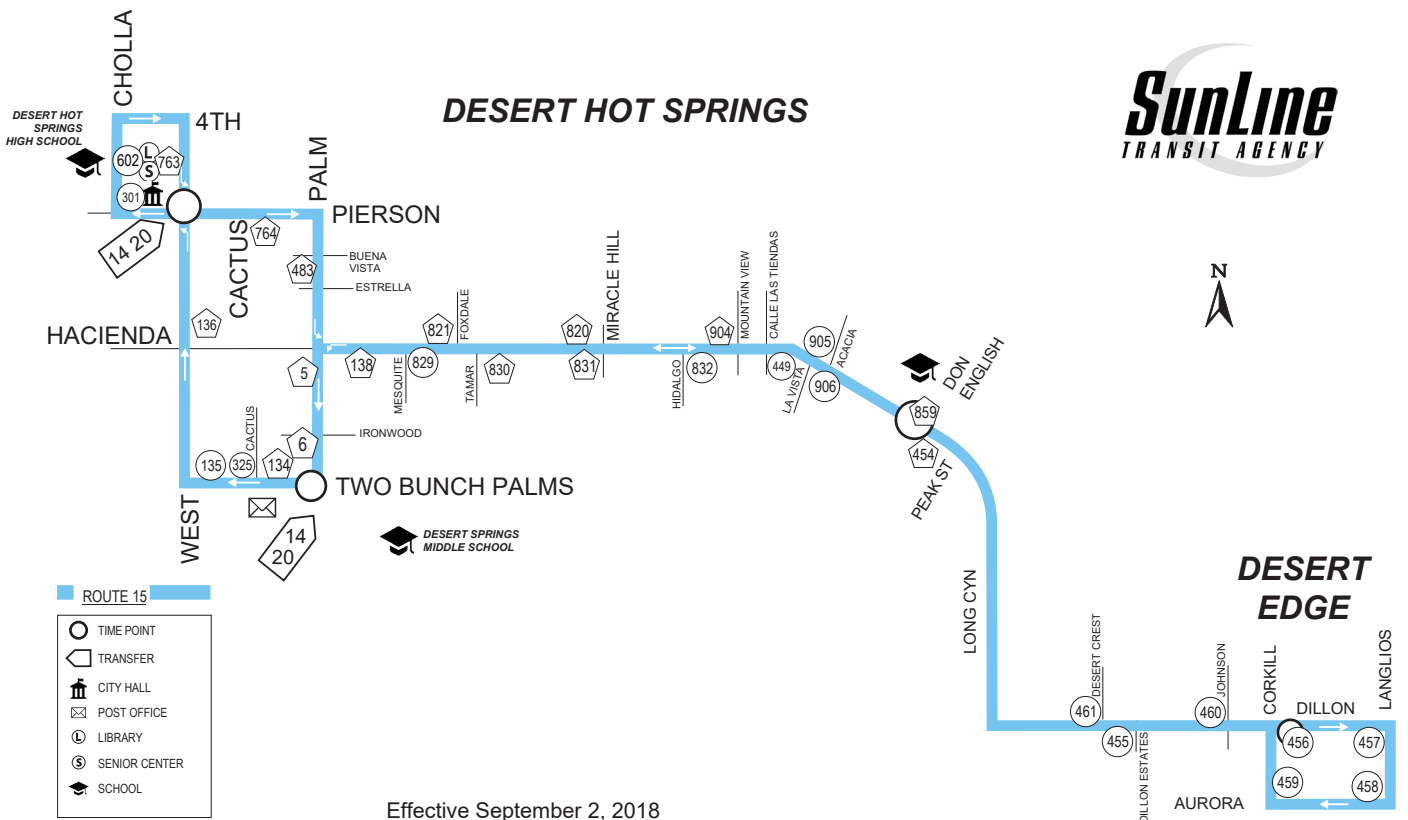 CHOLLA
DESERT HOT
SPRINGS
HIGH SCHOOL
4TH
602
L
S
763
301
14 20
PALM
PIERSON
CACTUS
764
BUENA
VISTA
483
ESTRELLA
DESERT HOT SPRINGS
SunLine
TRANSIT AGENCY
N
HACIENDA
136
5
138
MESQUITE
829
821
FOXDALE
TAMAR
830
820
831
MIRACLE HILL
HIDALGO
832
904
MOUNTAIN VIEW
CALLE LAS TIENDAS
449
LA VISTA
905
ACACIA
906
DON
ENGLISH
859
454
PEAK ST
IRONWOOD
6
135
325
CACTUS
134
TWO BUNCH PALMS
WEST
14
20
DESERT SPRINGS
MIDDLE SCHOOL
LONG CYN
DESERT
EDGE
461
DESERT CREST
455
DILLON ESTATES
460
JOHNSON
CORKILL
DILLON
LANGLIOS
456
457
459
458
AURORA
ROUTE 15
TIME POINT
TRANSFER
CITY HALL
POST OFFICE
L LIBRARY
S SENIOR CENTER
SCHOOL
Effective September 2, 2018